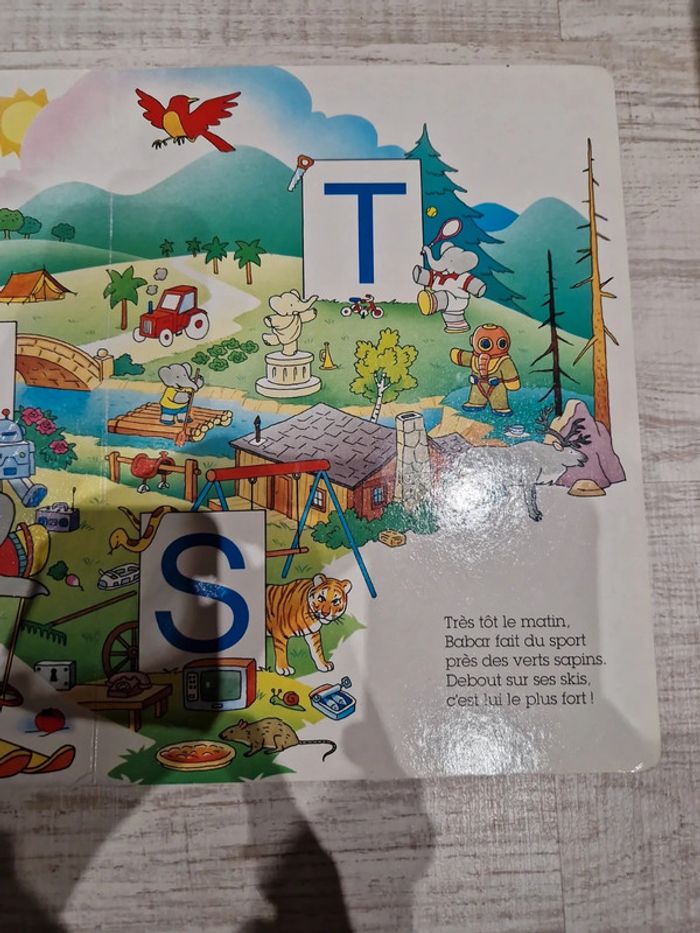 T
S
Très tôt le matin,
Babar fait du sport
près des verts sapins.
Debout sur ses skis,
c'est lui le plus fort !